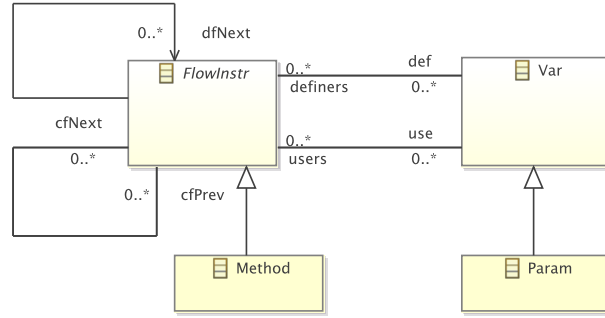 0..* dfNext
FlowInstr
0..* def
definers 0..*
Var
cfNext
0..*
0..* use
users 0..*
0..* cfPrev
Method
Param